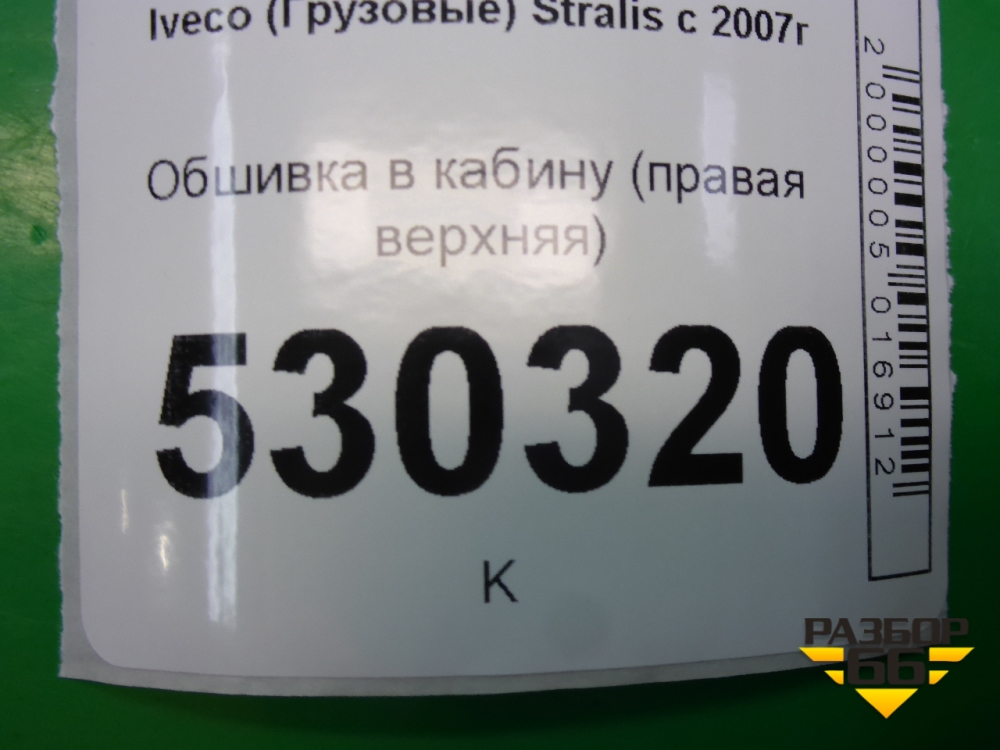 Iveco (Грузовые) Stralis с 2007г
Обшивка в кабину (правая
верхняя)
530320
К
2000005016912
РАЗБОР
66